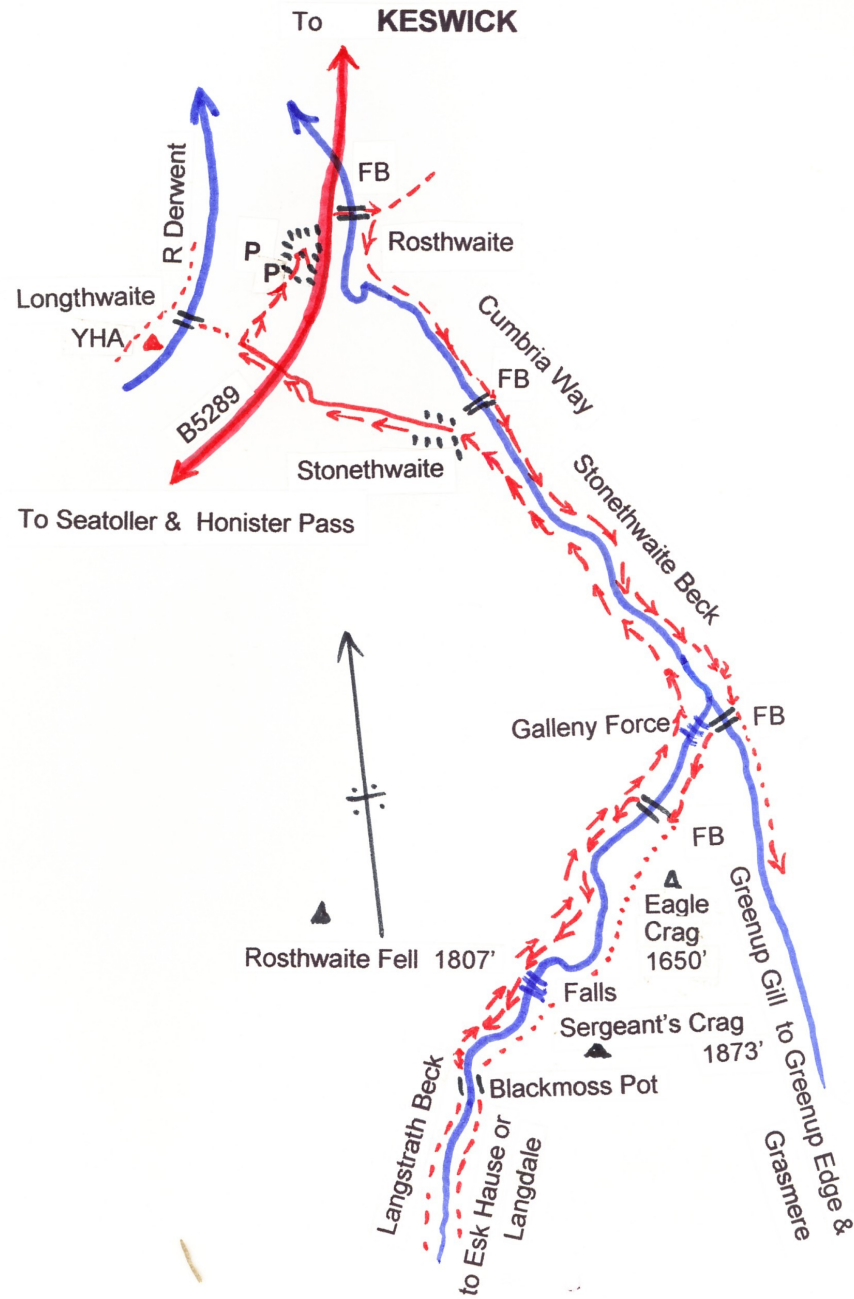 To KESWICK
FB
R Derwent
P
P
Rosthwaite
Longthwaite
YHA
Cumbria Way
FB
B5289
Stonethwaite
Stonethwaite Beck
To Seatoller & Honister Pass
Galleny Force
FB
FB
Eagle
Crag
1650'
Greenup Gill to Greenup Edge &
Grasmere
Rosthwaite Fell 1807'
Falls
Sergeant's Crag
1873'
Blackmoss Pot
Langstrath Beck
to Esk Hause or
Langdale